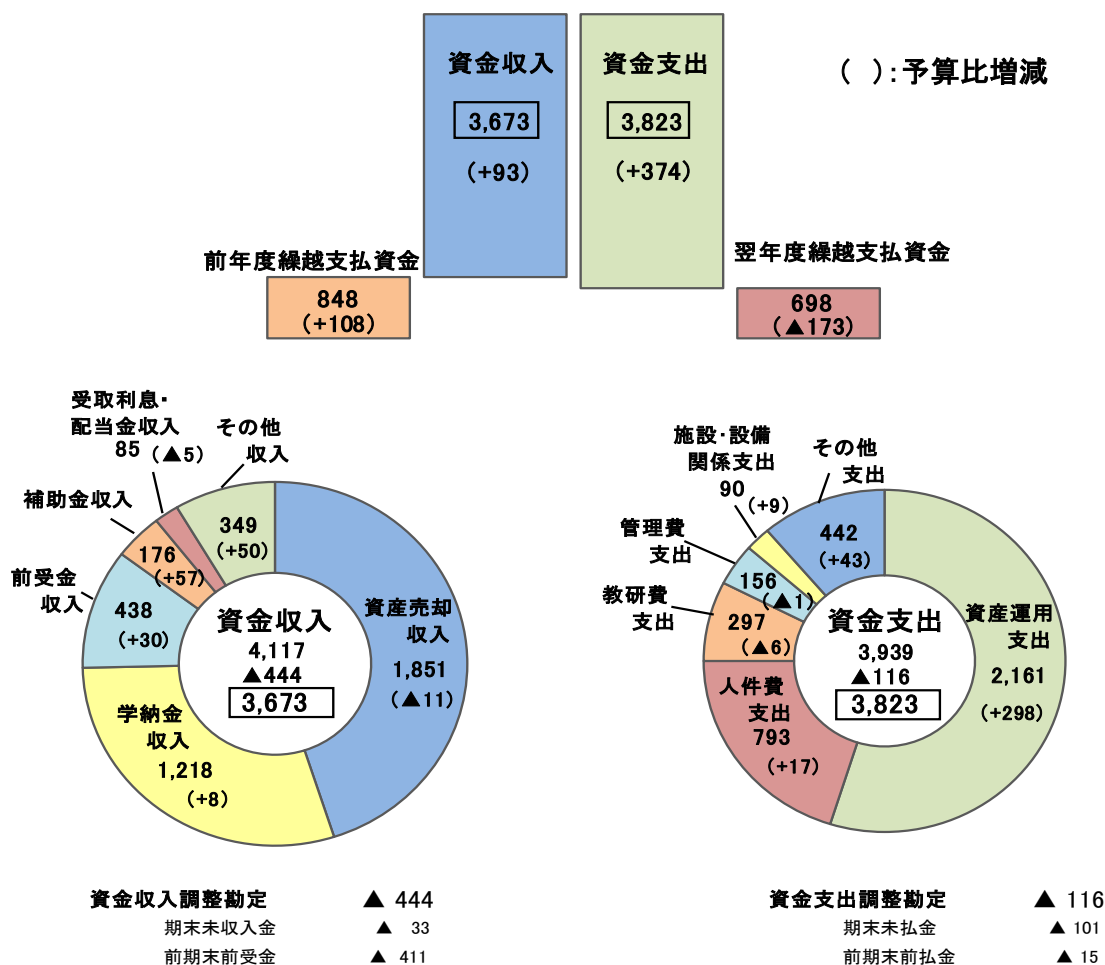 資金収入
3,673
(+93)
資金支出
3,823
(+374)
( ):予算比増減
前年度繰越支払資金
848
(+108)
翌年度繰越支払資金
698
(▲173)
受取利息・
配当金収入
85(▲5)
その他
収入
補助金収入
前受金
収入
349
(+50)
176
(+57)
438
(+30)
資産売却
収入
1,851
(▲11)
学納金
収入
1,218
(+8)
資金収入
4,117
▲444
3,673
施設・設備
関係支出
90(+9)
その他
支出
管理費
支出
教研費
支出
442
(+43)
156
(▲1)
297
(▲6)
資産運用
支出
2,161
(+298)
人件費
支出
793
(+17)
資金支出
3,939
▲116
3,823
資金収入調整勘定 ▲ 444
期末未収入金 ▲ 33
前期末前受金 ▲ 411
資金支出調整勘定 ▲ 116
期末未払金 ▲ 101
前期末前払金 ▲ 15